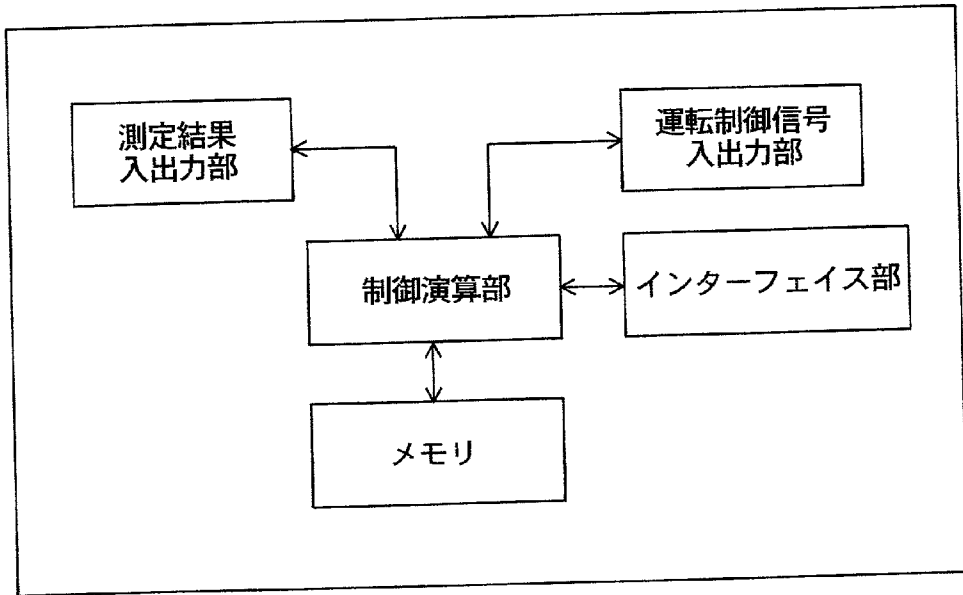 測定結果
入出力部
運転制御信号
入出力部
制御演算部
インターフェイス部
メモリ